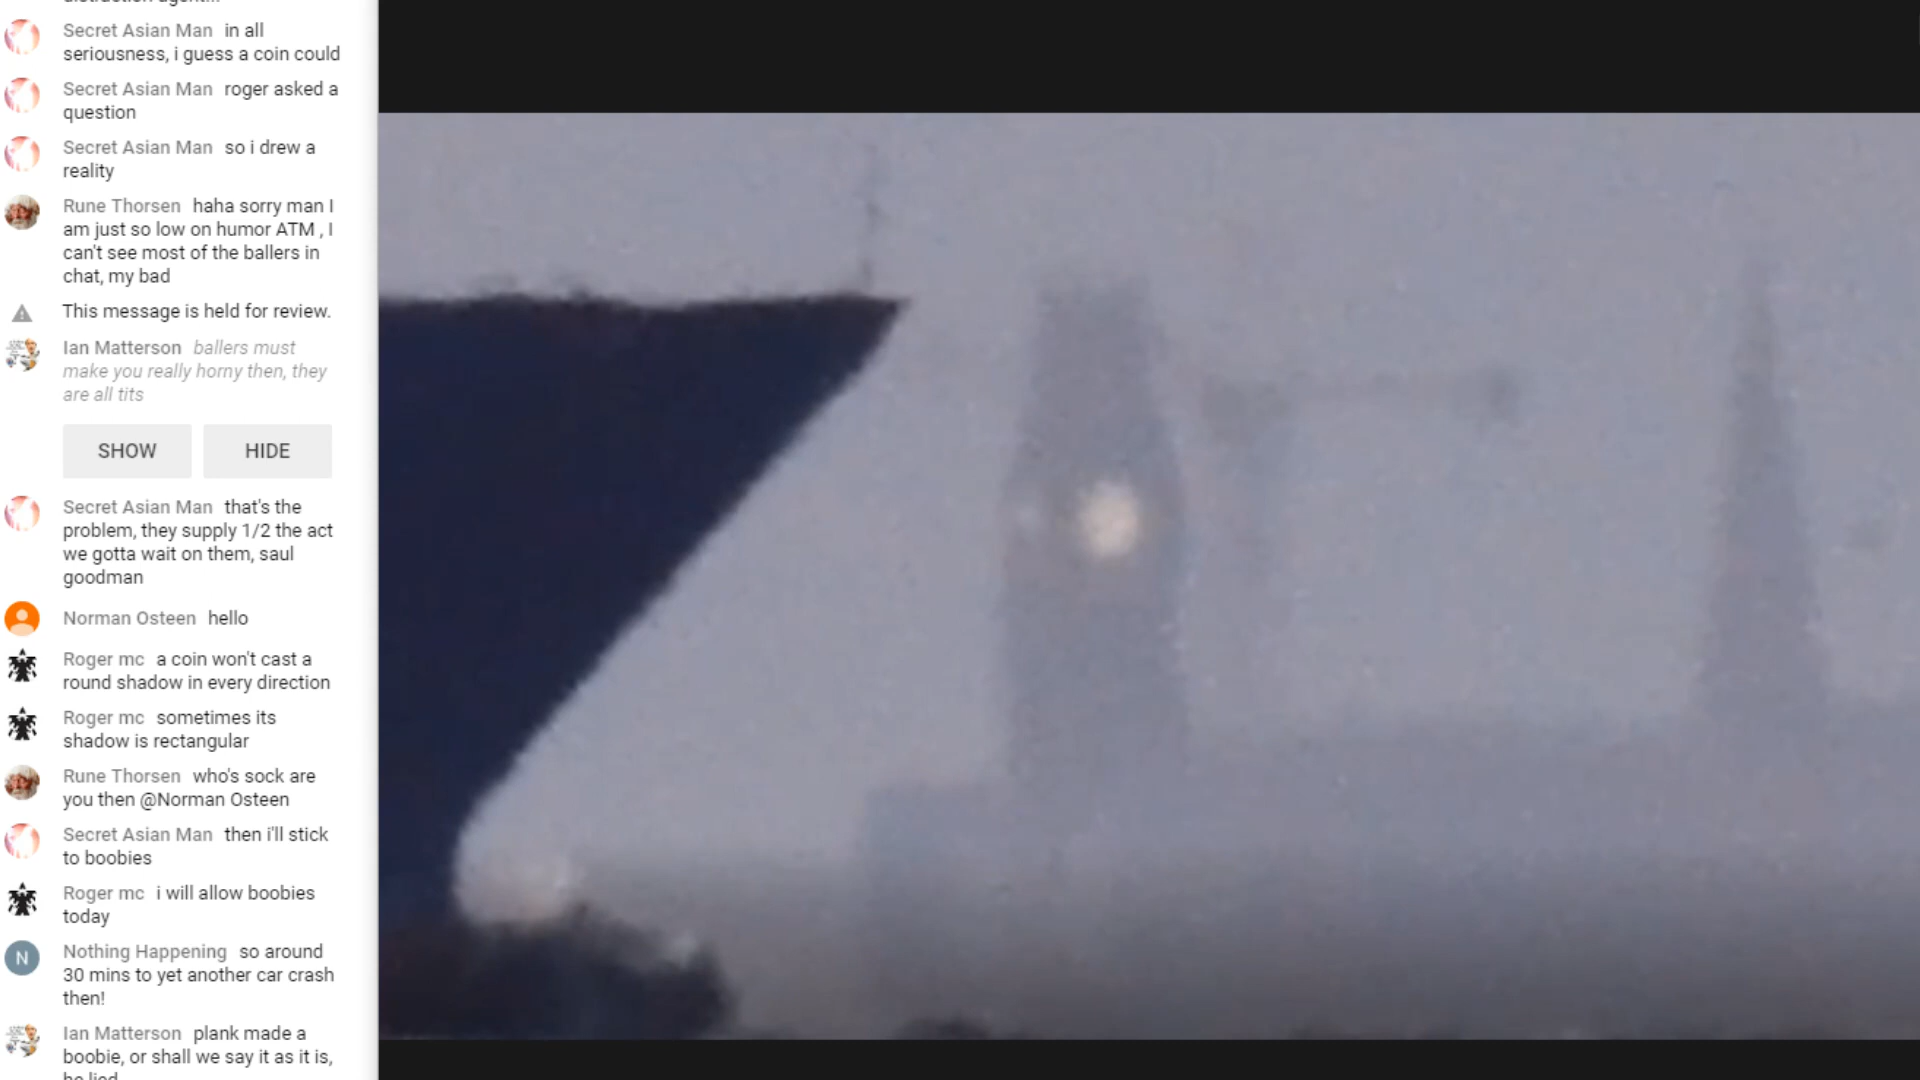 distraction agent...
Secret Asian Man in all
seriousness, i guess a coin could
Secret Asian Man roger asked a
question
Secret Asian Man so i drew a
reality
Rune Thorsen haha sorry man I
am just so low on humor ATM , I
can't see most of the ballers in
chat, my bad
This message is held for review.
Ian Matterson ballers must
make you really horny then, they
are all tits
SHOW HIDE
Secret Asian Man that's the
problem, they supply 1/2 the act
we gotta wait on them, saul
goodman
Norman Osteen hello
Roger mc a coin won't cast a
round shadow in every direction
Roger mc sometimes its
shadow is rectangular
Rune Thorsen who's sock are
you then @Norman Osteen
Secret Asian Man then i'll stick
to boobies
Roger mc i will allow boobies
today
N
Nothing Happening so around
30 mins to yet another car crash
then!
Ian Matterson plank made a
boobie, or shall we say it as it is,
he lied